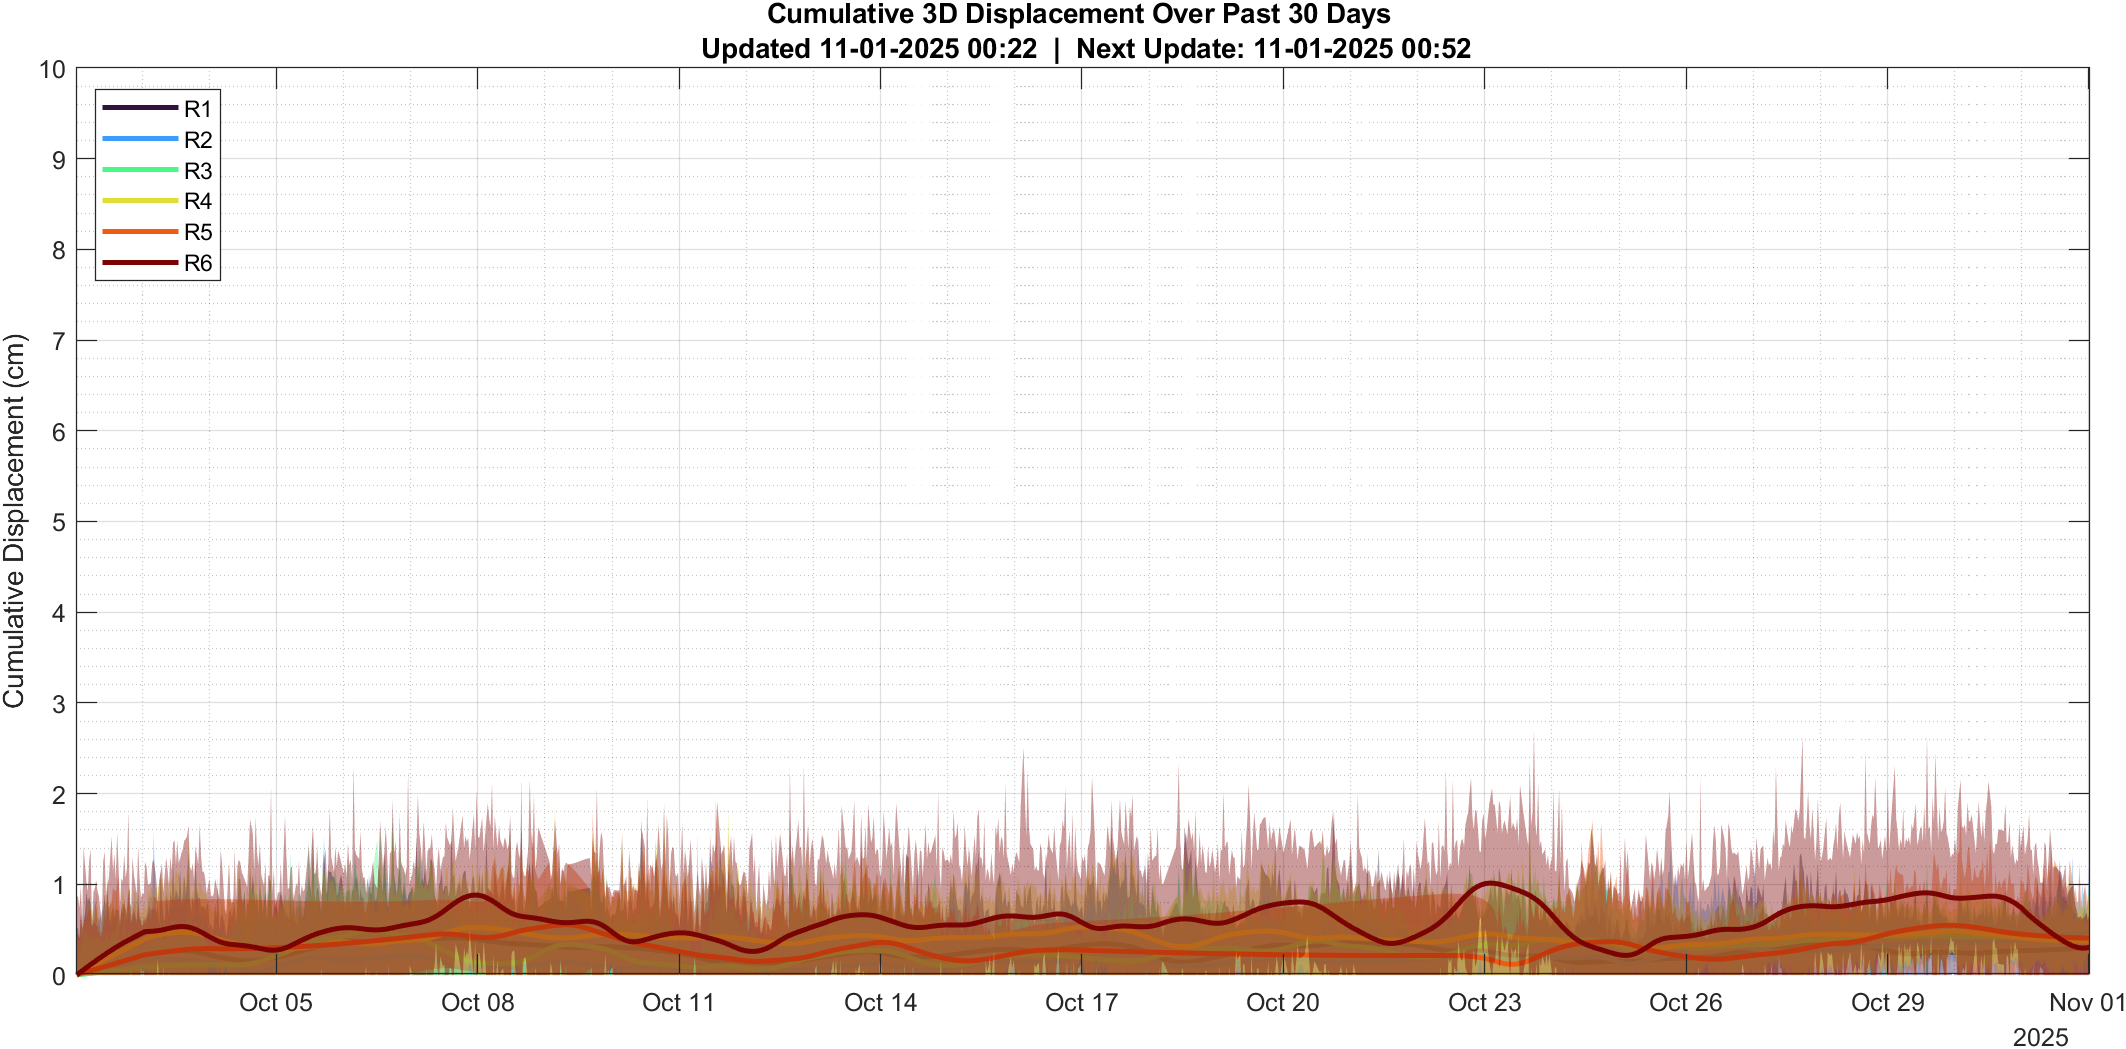 Cumulative 3D Displacement Over Past 30 Days
Updated 11-01-2025 00:22 | Next Update: 11-01-2025 00:52
R1
R2
R3
R4
R5
R6
Cumulative Displacement (cm)
10
9
8
7
6
5
4
3
2
1
0
Oct 05 Oct 08 Oct 11 Oct 14 Oct 17 Oct 20 Oct 23 Oct 26 Oct 29 Nov 01
2025